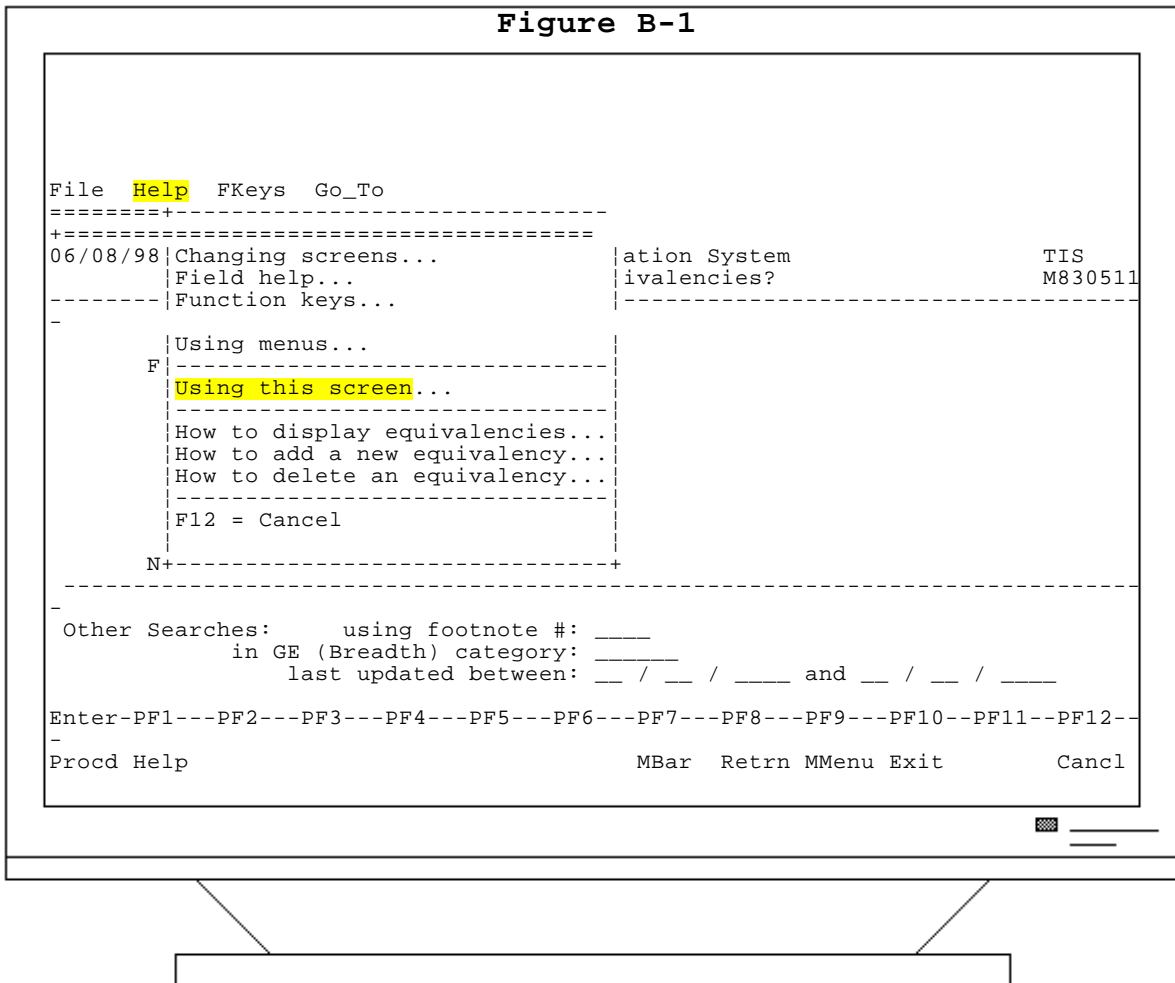 Figure B-1
File  Help  FKeys  Go_To
========+-------------------------------
+======================================
06/08/98¦Changing screens...            ¦ation System                  TIS
        ¦Field help...                  ¦ivalencies?                   M830511
--------¦Function keys...               ¦-------------------------------------
-
        ¦Using menus...                 ¦
       F¦-------------------------------¦
        ¦Using this screen...           ¦
        ¦-------------------------------¦
        ¦How to display equivalencies...¦
        ¦How to add a new equivalency...¦
        ¦How to delete an equivalency...¦
        ¦-------------------------------¦
        ¦F12 = Cancel                   ¦
        ¦                               ¦
       N+-------------------------------+
 ------------------------------------------------------------------------------
-
 Other Searches:     using footnote #: ____
             in GE (Breadth) category: ______
                 last updated between: __ / __ / ____ and __ / __ / ____
Enter-PF1---PF2---PF3---PF4---PF5---PF6---PF7---PF8---PF9---PF10--PF11--PF12--
-
Procd Help                                MBar  Retrn MMenu Exit        Cancl